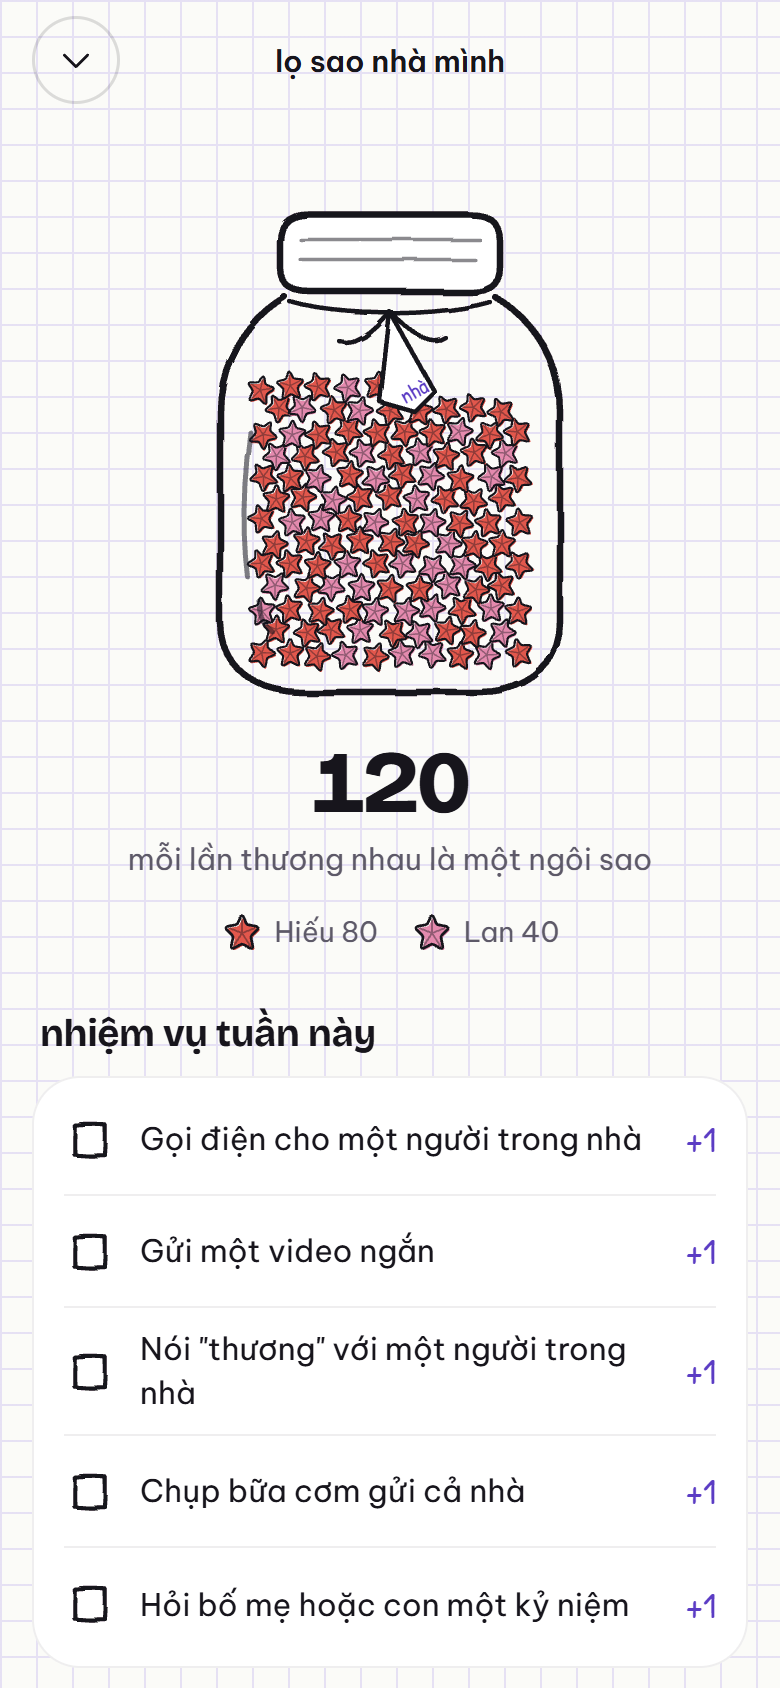 lọ sao nhà mình
nhà
120
mỗi lần thương nhau là một ngôi sao
Hiếu 80 Lan 40
nhiệm vụ tuần này
Gọi điện cho một người trong nhà +1
Gửi một video ngắn +1
Nói "thương" với một người trong
nhà +1
Chụp bữa cơm gửi cả nhà +1
Hỏi bố mẹ hoặc con một kỷ niệm +1